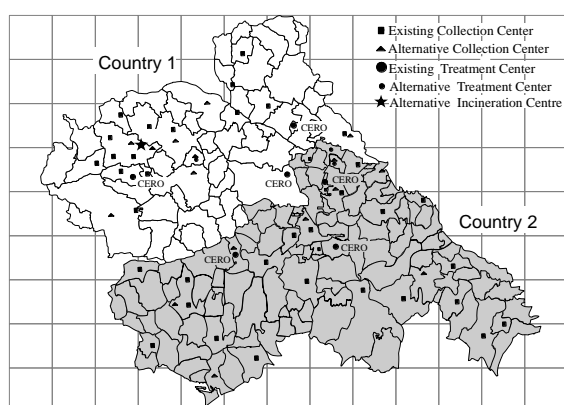 Existing Collection Center
Country 1
Alternative Collection Center
Existing Treatment Center
Alternative Treatment Center
Alternative Incineration Centre
CERO
CERO
CERO
CERO
Country 2
CERO
CERO